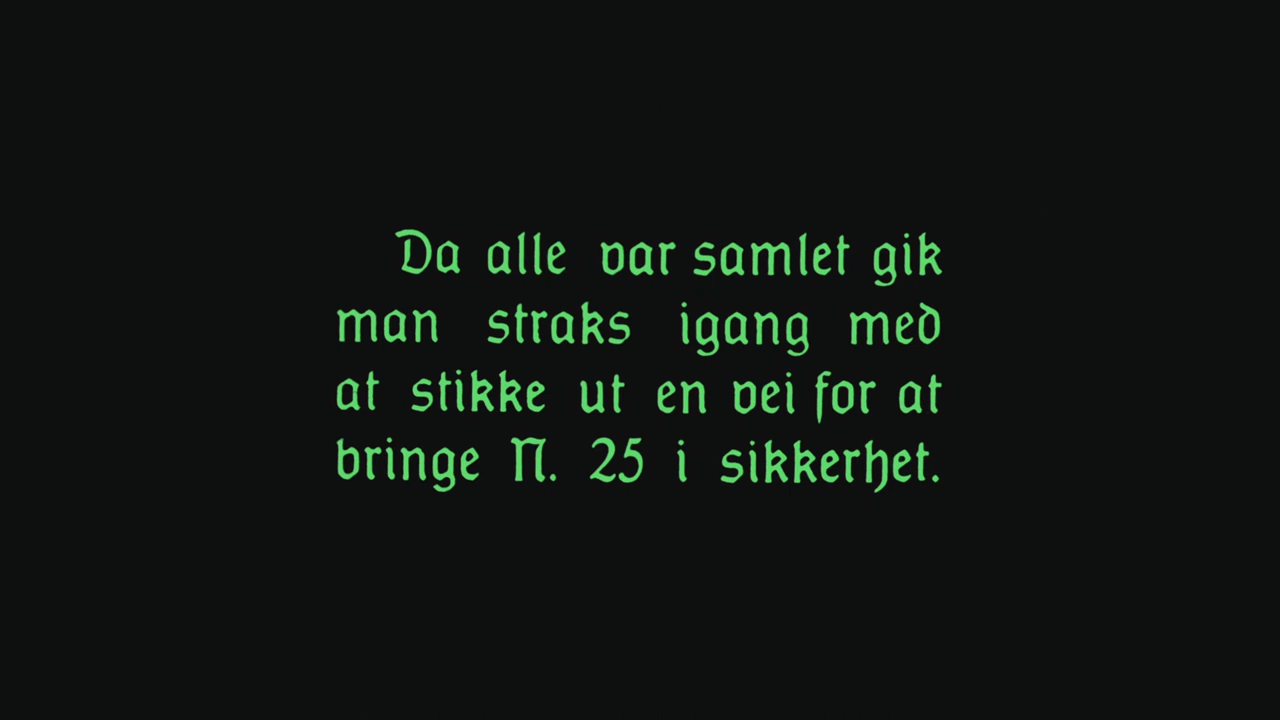 Da alle var samlet gik
man straks igang med
at stikke ut en vei for at
bringe N. 25 i sikkerhet.